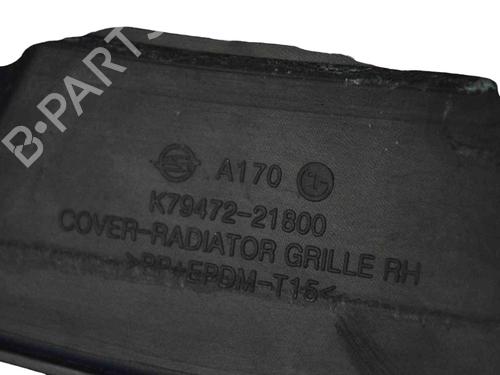 B-PARTS
A170
K79472-21800
COVER-RADIATOR GRILLE RH
>PP+EPDM-T15<